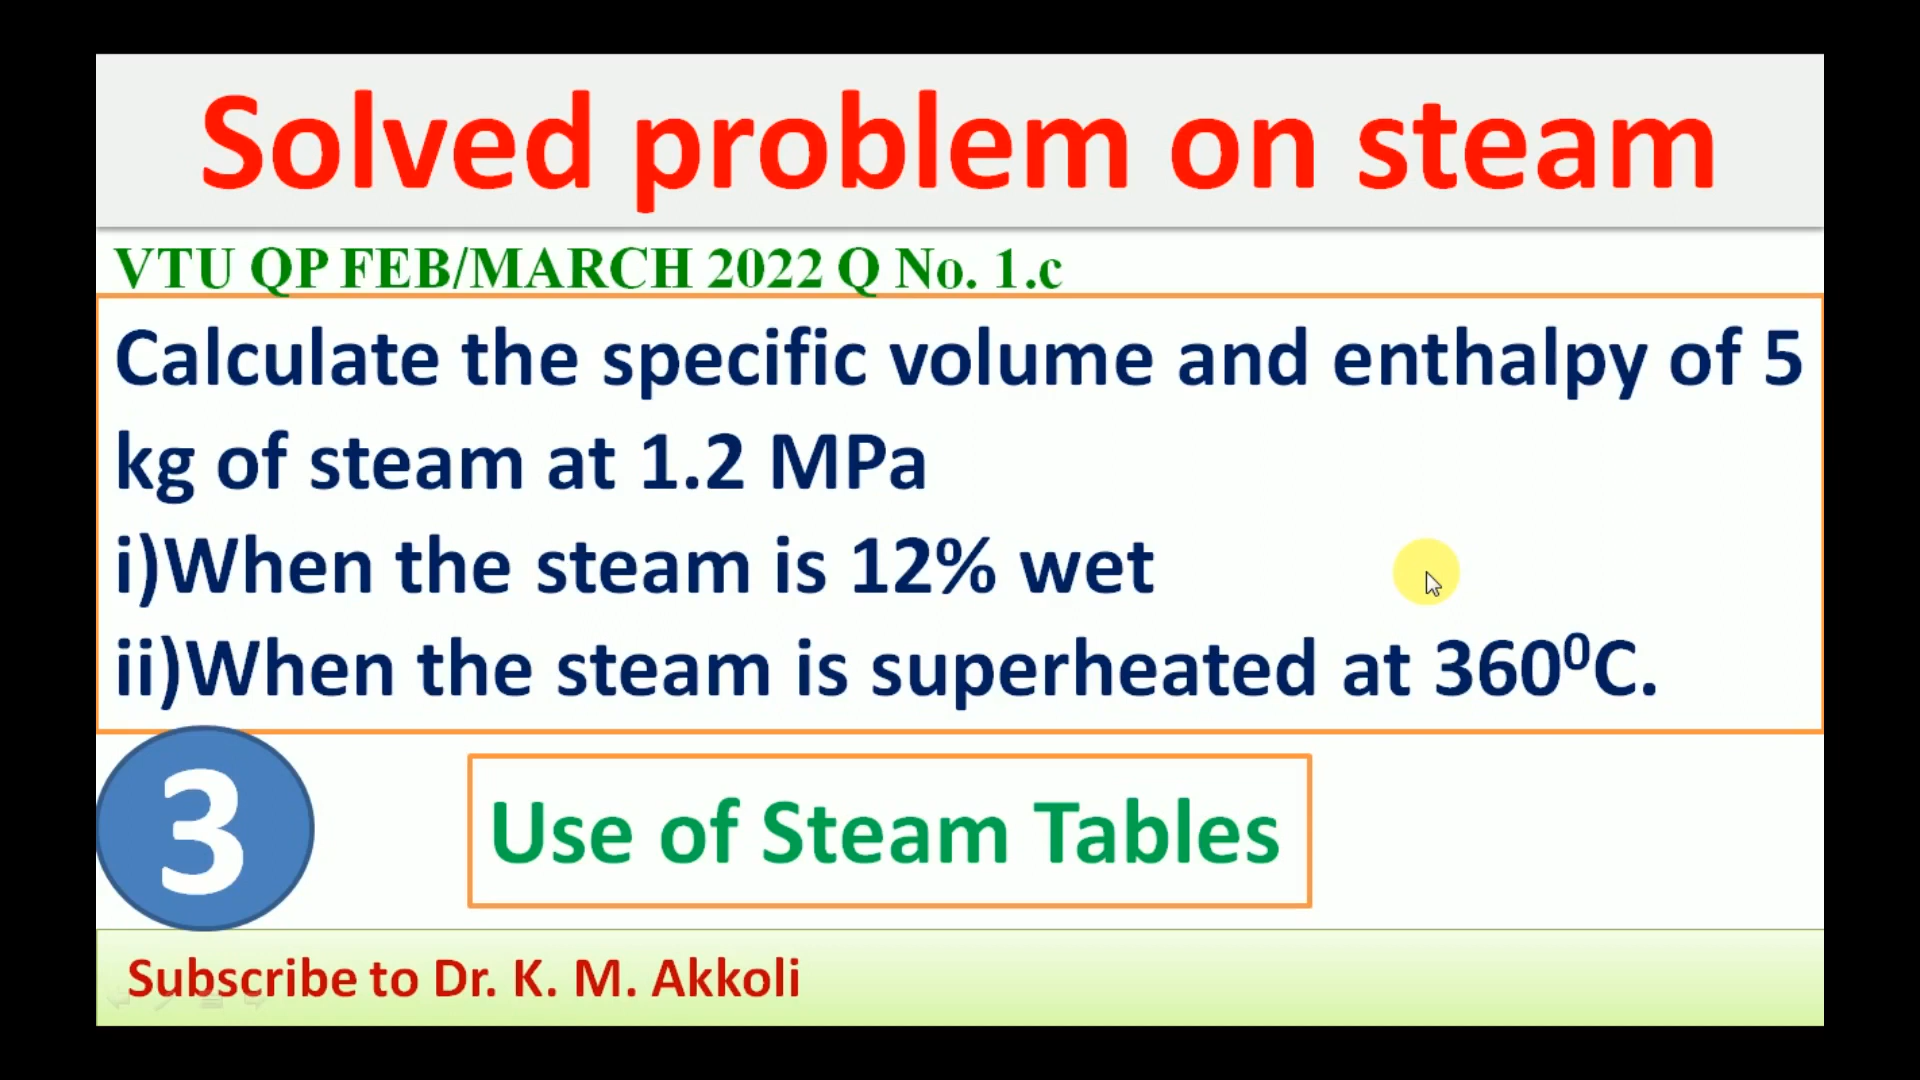 Solved problem on steam
VTU QP FEB/MARCH 2022 Q No. 1.c
Calculate the specific volume and enthalpy of 5
kg of steam at 1.2 MPa
i)When the steam is 12% wet
ii)When the steam is superheated at 360⁰C.
3
Use of Steam Tables
Subscribe to Dr. K. M. Akkoli